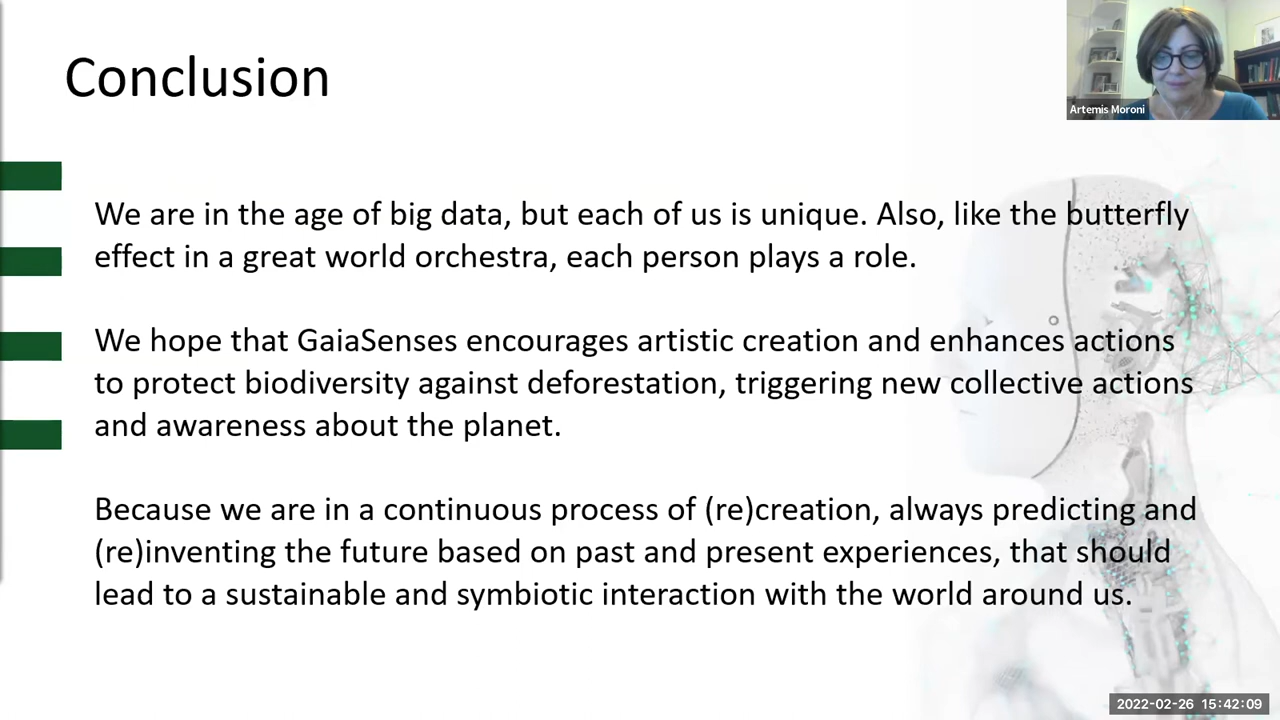 Conclusion
Artemis Moroni
We are in the age of big data, but each of us is unique. Also, like the butterfly
effect in a great world orchestra, each person plays a role.
We hope that GaiaSenses encourages artistic creation and enhances actions
to protect biodiversity against deforestation, triggering new collective actions
and awareness about the planet.
Because we are in a continuous process of (re)creation, always predicting and
(re)inventing the future based on past and present experiences, that should
lead to a sustainable and symbiotic interaction with the world around us.
2022-02-26 15:42:09